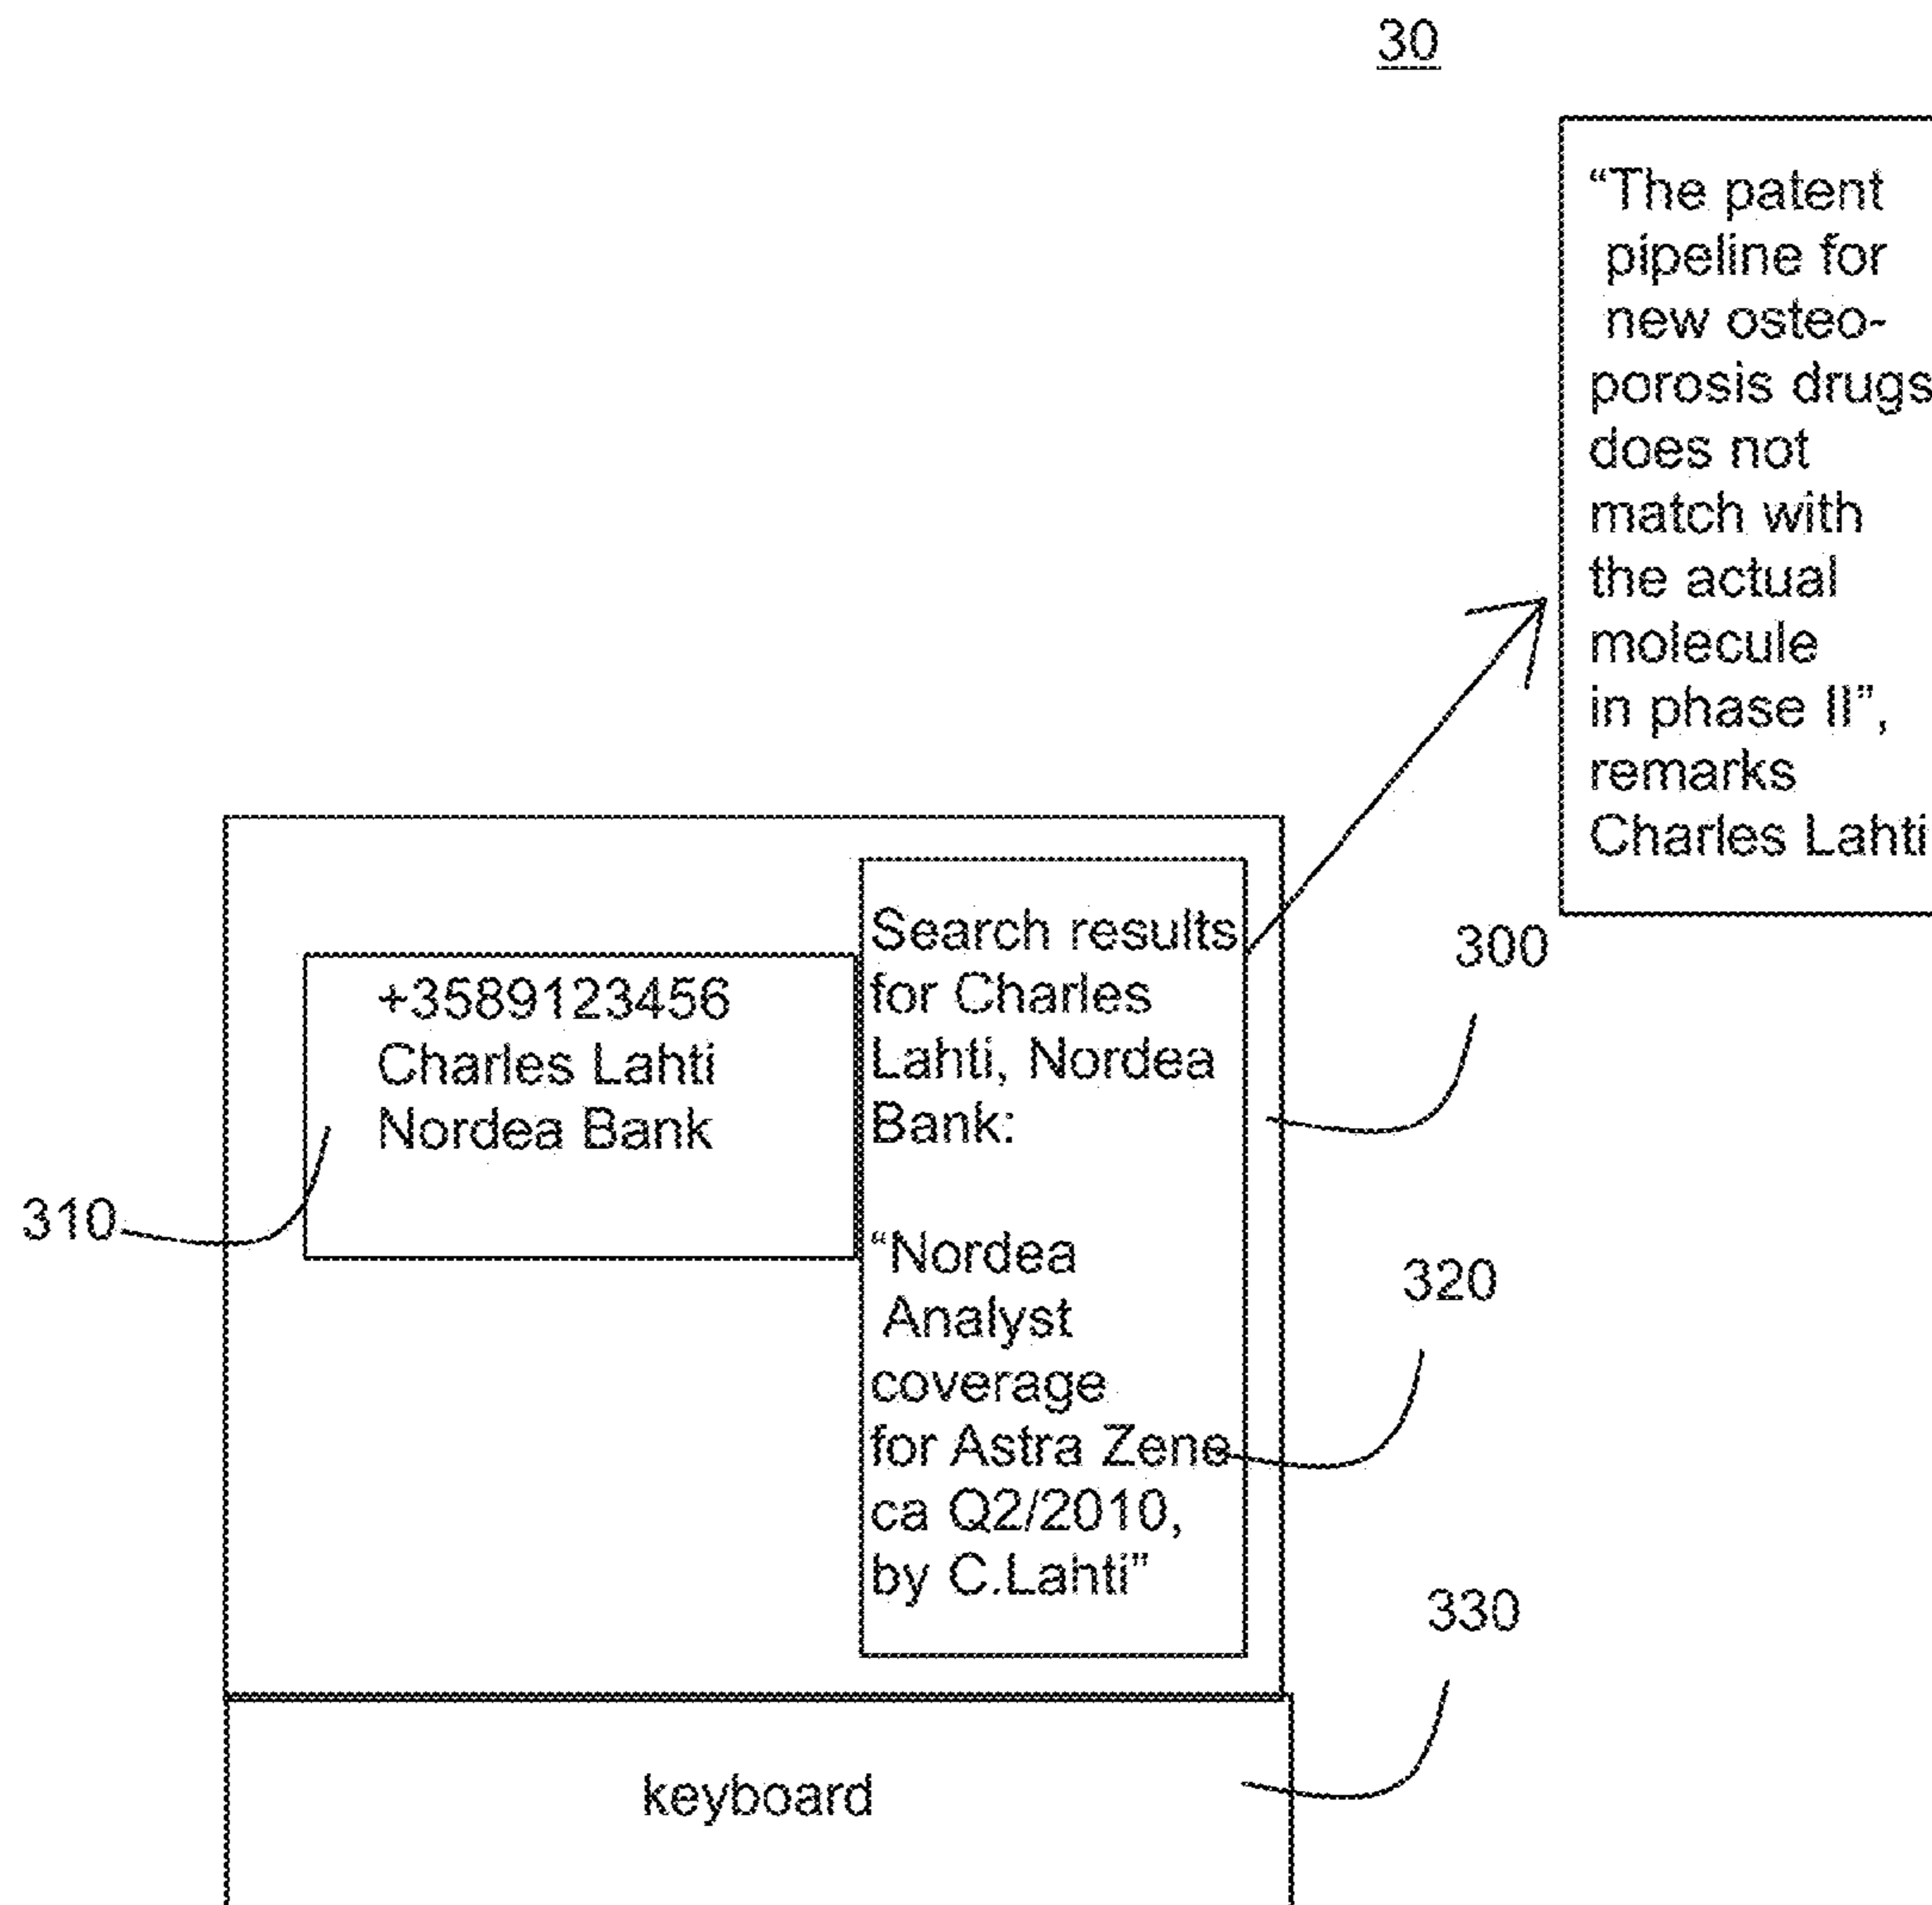 30
“The patent
pipeline for
new osteo-
porosis drugs
does not
match with
the actual
molecule
in phase II”,
remarks
Charles Lahti
300
+3589123456
Charles Lahti
Nordea Bank
310
Search results
for Charles
Lahti, Nordea
Bank:
“Nordea
Analyst
coverage
for Astra Zene
ca Q2/2010,
by C.Lahti”
320
330
keyboard